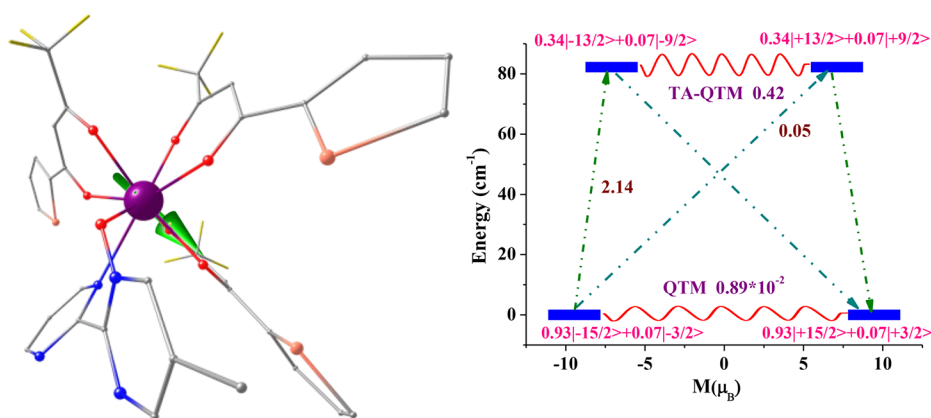 0.34|-13/2>+0.07|-9/2>
0.34|+13/2>+0.07|+9/2>
80
TA-QTM 0.42
0.05
60
Energy (cm⁻¹)
2.14
40
20
QTM 0.89*10⁻²
0
0.93|-15/2>+0.07|-3/2>
0.93|+15/2>+0.07|+3/2>
-10 -5 0 5 10
M(μ_B)